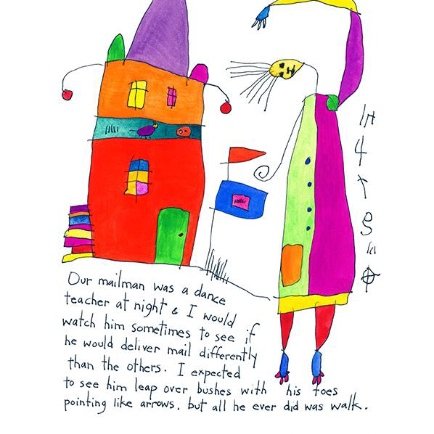 Our mailman was a dance
teacher at night & I would
watch him sometimes to see if
he would deliver mail differently
than the others. I expected
to see him leap over bushes with his toes
pointing like arrows. but all he ever did was walk.